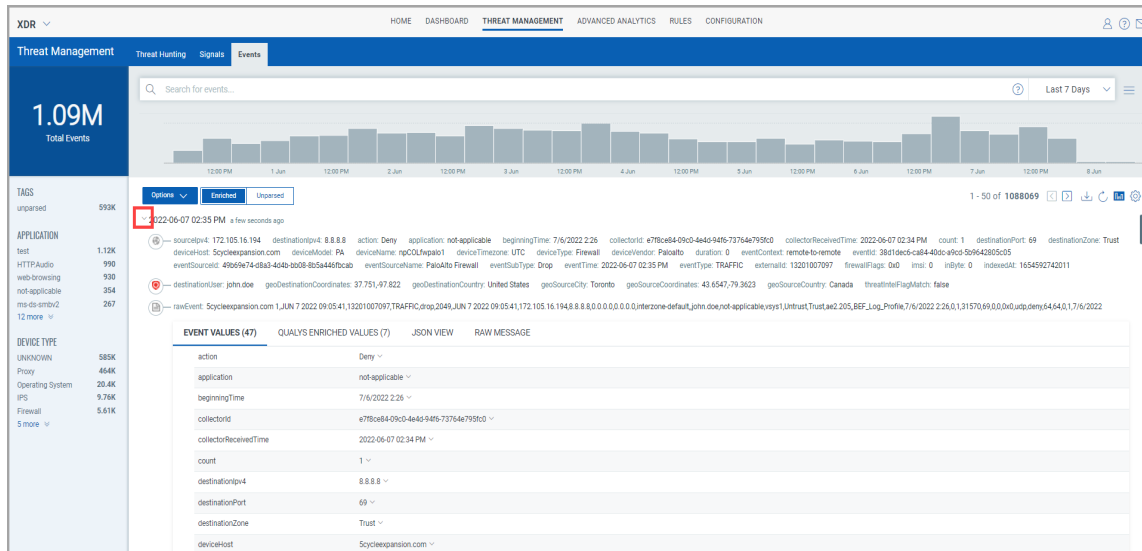 XDR HOME DASHBOARD THREAT MANAGEMENT ADVANCED ANALYTICS RULES CONFIGURATION
Threat Management Threat Hunting Signals Events
1.09M
Total Events
Search for events... Last 7 Days
12:00 PM 1 Jun 12:00 PM 2 Jun 12:00 PM 3 Jun 12:00 PM 4 Jun 12:00 PM 5 Jun 12:00 PM 6 Jun 12:00 PM 7 Jun 12:00 PM 8 Jun
Options Enriched Unparsed 1 - 50 of 1088069
TAGS
unparsed 593K
APPLICATION
test 1.12K
HTTPAudio 990
web-browsing 930
not-applicable 354
ms-ds-smbv2 267
12 more
DEVICE TYPE
UNKNOWN 585K
Proxy 464K
Operating System 20.4K
IPS 9.76K
Firewall 5.61K
5 more
2022-06-07 02:35 PM a few seconds ago
sourceIpv4: 172.105.16.194 destinationIpv4: 8.8.8.8 action: Deny application: not-applicable beginningTime: 7/6/2022 2:26 collectorId: e7f8ce84-09c0-4e4d-94f6-73764e795fc0 collectorReceivedTime: 2022-06-07 02:34 PM count: 1 destinationPort: 69 destinationZone: Trust
deviceHost: 5cycleexpansion.com deviceModel: PA deviceName: npCOLfwpalo1 deviceTimezone: UTC deviceType: Firewall deviceVendor: Paloalto duration: 0 eventContext: remote-to-remote eventId: 38d1dec6-ca84-40dc-a9cd-5b9642805c05
eventSourceId: 49b69e74-d8a3-4d4b-bb08-8b5a446fbcab eventSourceName: PaloAlto Firewall eventSubType: Drop eventTime: 2022-06-07 02:35 PM eventType: TRAFFIC externalId: 13201007097 firewallFlags: 0x0 imsi: 0 inByte: 0 indexedAt: 1654592742011
destinationUser: john.doe geoDestinationCoordinates: 37.751,-97.822 geoDestinationCountry: United States geoSourceCity: Toronto geoSourceCoordinates: 43.6547,-79.3623 geoSourceCountry: Canada threatIntelFlagMatch: false
rawEvent: 5cycleexpansion.com 1,JUN 7 2022 09:05:41,13201007097,TRAFFIC,drop,2049,JUN 7 2022 09:05:41,172.105.16.194,8.8.8.8,0.0.0.0,0.0.0.0,interzone-default,john.doe,not-applicable,vsys1,Untrust,Trust,ae2.205,,BEF_Log_Profile,7/6/2022 2:26,0,1,31570,69,0,0,0x0,udp,deny,64,64,0,1,7/6/2022
EVENT VALUES (47) QUALYS ENRICHED VALUES (7) JSON VIEW RAW MESSAGE
action Deny
application not-applicable
beginningTime 7/6/2022 2:26
collectorId e7f8ce84-09c0-4e4d-94f6-73764e795fc0
collectorReceivedTime 2022-06-07 02:34 PM
count 1
destinationIpv4 8.8.8.8
destinationPort 69
destinationZone Trust
deviceHost 5cycleexpansion.com